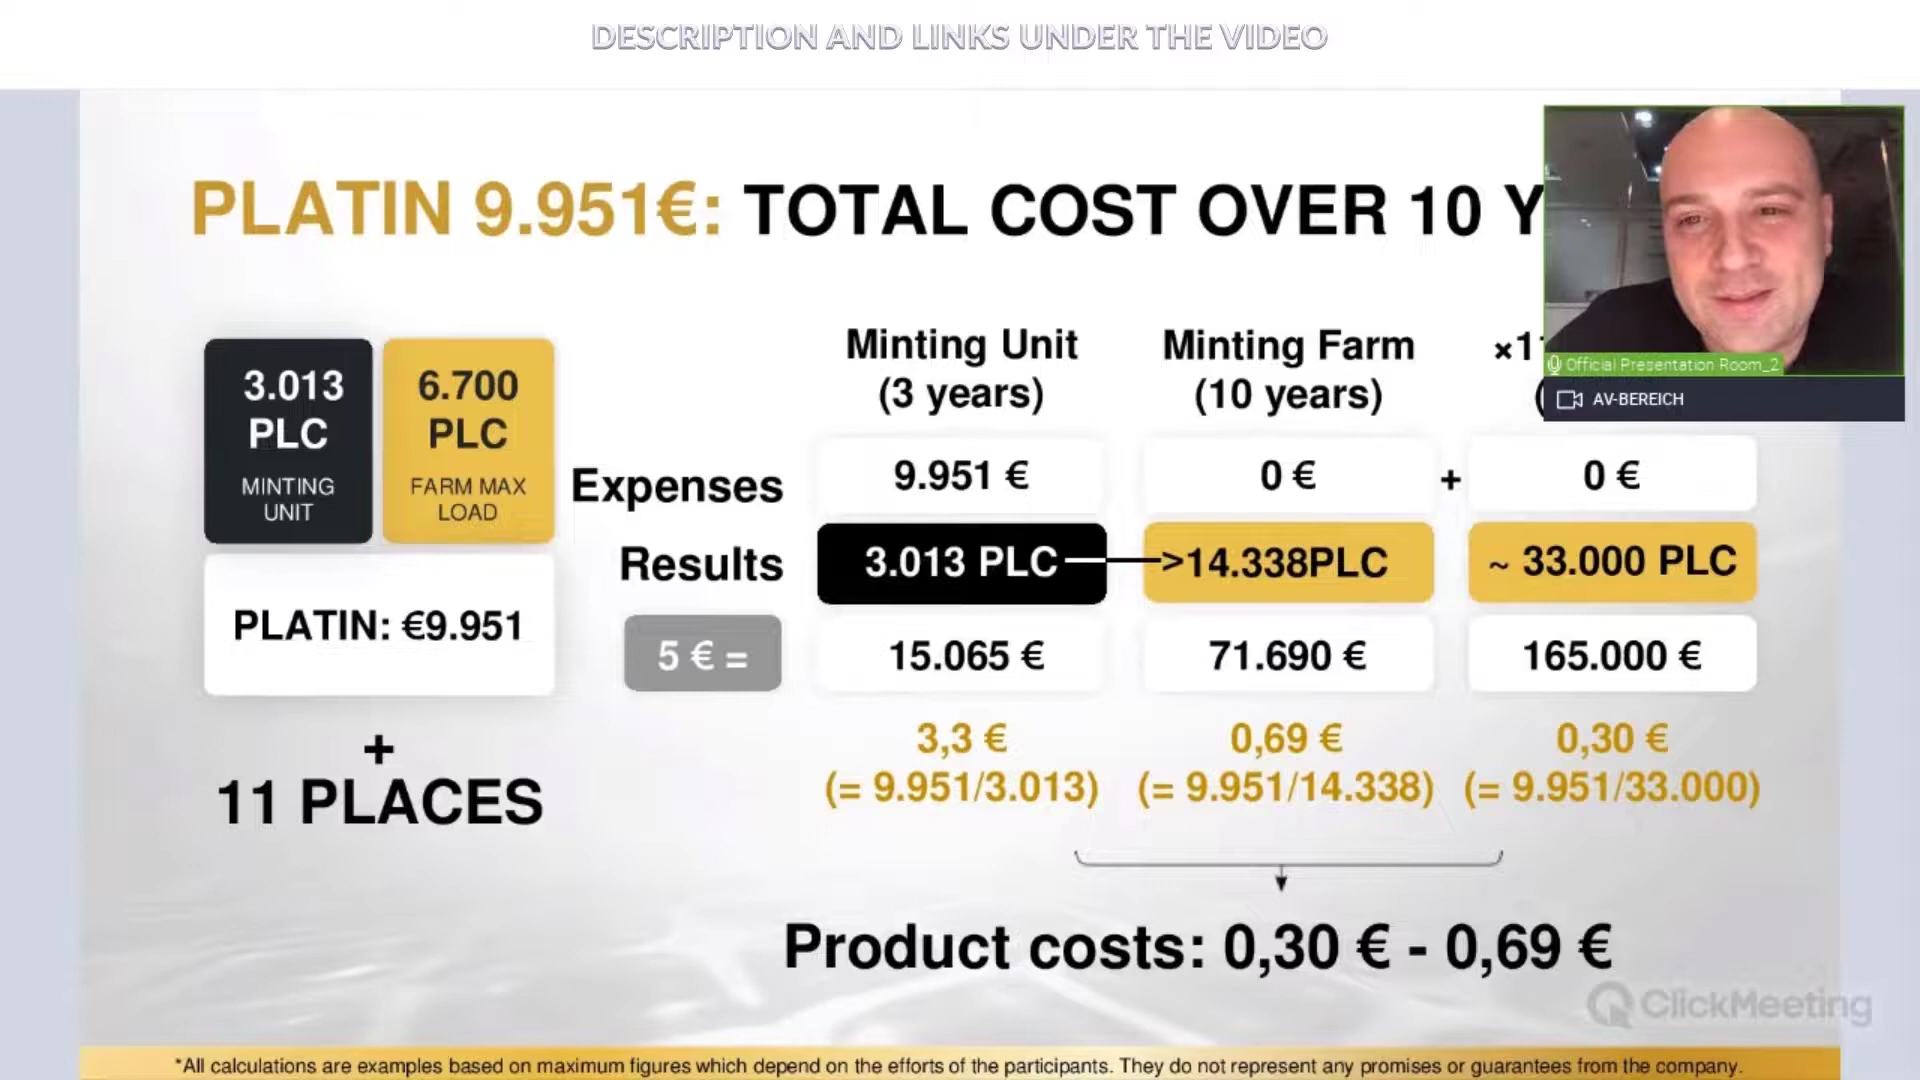 DESCRIPTION AND LINKS UNDER THE VIDEO
PLATIN 9.951€: TOTAL COST OVER 10 Y
Official Presentation Room_2
AV-BEREICH
3.013
PLC
MINTING
UNIT
6.700
PLC
FARM MAX
LOAD
PLATIN: €9.951
+
11 PLACES
Minting Unit
(3 years)
Minting Farm
(10 years)
×1
(
Expenses
9.951 €
0 €
+
0 €
Results
3.013 PLC
>14.338PLC
~ 33.000 PLC
5 € =
15.065 €
71.690 €
165.000 €
3,3 €
(= 9.951/3.013)
0,69 €
(= 9.951/14.338)
0,30 €
(= 9.951/33.000)
Product costs: 0,30 € - 0,69 €
ClickMeeting
*All calculations are examples based on maximum figures which depend on the efforts of the participants. They do not represent any promises or guarantees from the company.